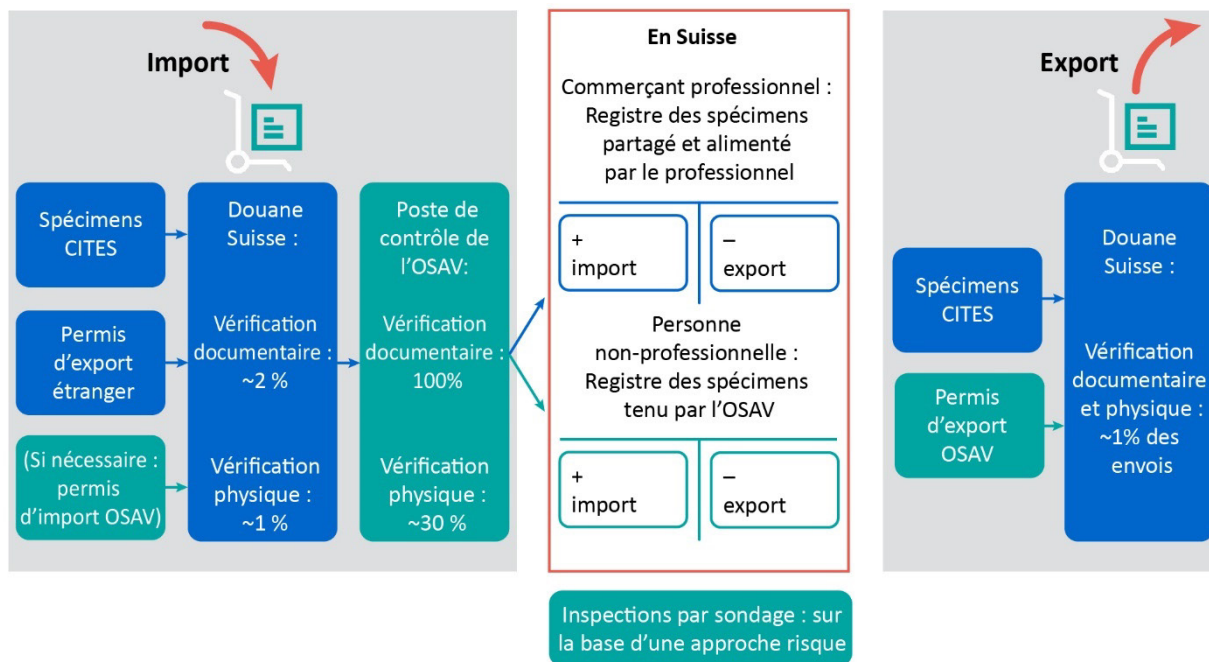 Import
Spécimens
CITES
Permis
d'export
étranger
(Si nécessaire :
permis
d'import OSAV)
Douane
Suisse :
Vérification
documentaire :
~2 %
Vérification
physique :
~1 %
Poste de
contrôle de
l'OSAV:
Vérification
documentaire :
100%
Vérification
physique :
~30 %
En Suisse
Commerçant professionnel :
Registre des spécimens
partagé et alimenté
par le professionnel
+
import
–
export
Personne
non-professionnelle :
Registre des spécimens
tenu par l'OSAV
+
import
–
export
Inspections par sondage : sur
la base d'une approche risque
Export
Spécimens
CITES
Permis
d'export
OSAV
Douane
Suisse :
Vérification
documentaire
et physique :
~1% des
envois